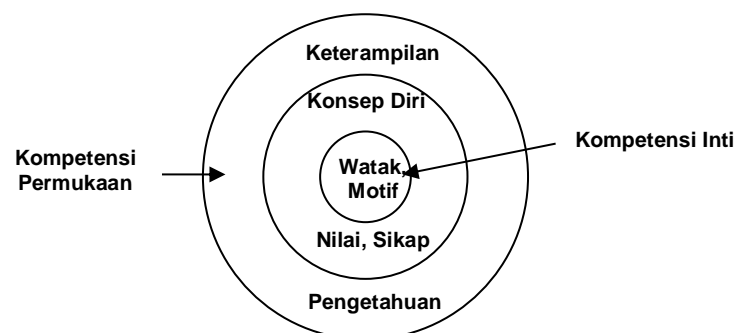 Keterampilan
Konsep Diri
Kompetensi Inti
Kompetensi
Permukaan
Watak,
Motif
Nilai, Sikap
Pengetahuan